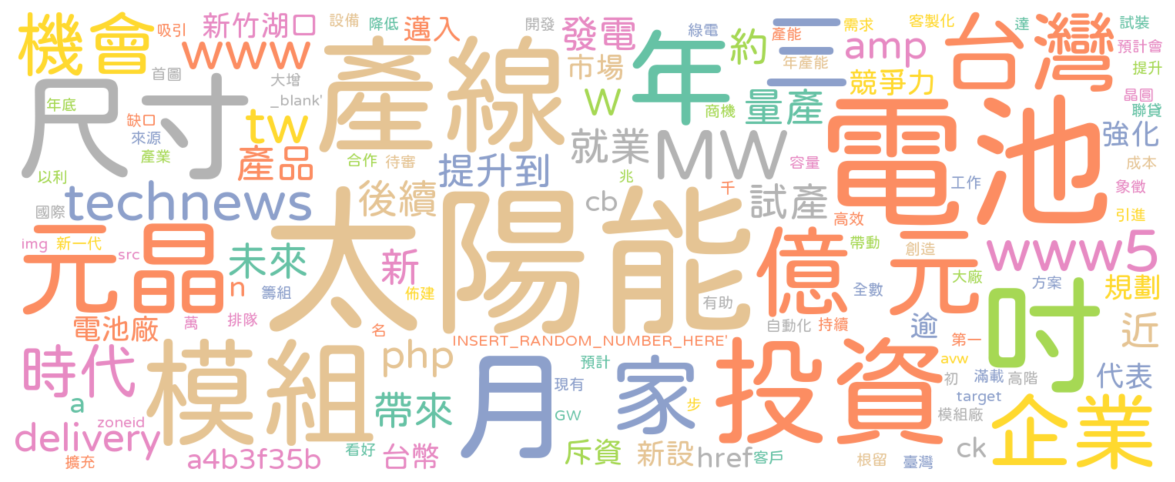 機會
吸引
新竹湖口
設備
降低
邁入
開發
發電
綠電
產能
需求
客製化
達
試裝
首圖
www
產線
年
約
三
amp
台灣
預計會
大增
市場
年產能
競爭力
提升
尺寸
_blank'
W
晶圓
年底
缺口
tw
商機
量產
電池
聯貸
來源
強化
產業
產品
合作
待審
就業
MW
容量
成本
以利
提升到
兆
千
工作
象徵
國際
technews
後續
cb
試產
高效
引進
img
新一代
太陽能
億
元
www5
src
未來
新
帶動
創造
元晶
n
籌組
佈建
有助
全數
大廠
方案
規劃
電池廠
萬
排隊
名
自動化
持續
逾
吋
近
INSERT_RANDOM_NUMBER_HERE'
第一
時代
模組
php
月
預計
家
投資
avw
初
滿載
高階
代表
現有
target
a
帶來
GW
步
模組廠
企業
zoneid
delivery
擴充
a4b3f35b
看好
台幣
斥資
新設
href
客戶
根留
臺灣
ck